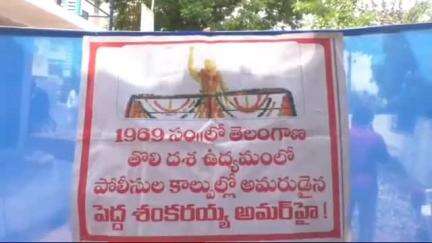 1969 సం॥లో తెలంగాణ
తొలి దశ ఉద్యమంలో
పోలీసుల కాల్పుల్లో అమరుడైన
పెద్ద శంకరయ్య అమర్‌హై!